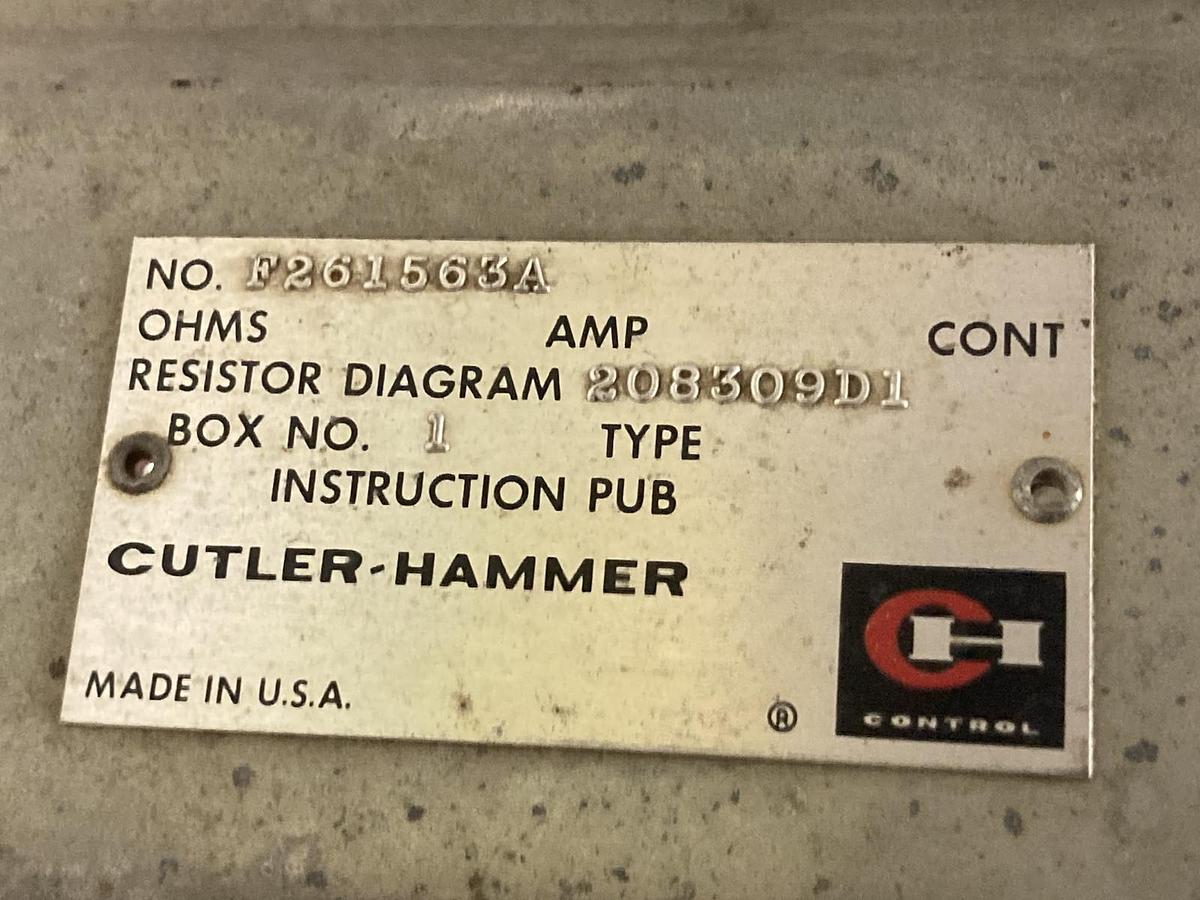 NO. F261563A
OHMS AMP CONT
RESISTOR DIAGRAM 208309D1
BOX NO. 1 TYPE
INSTRUCTION PUB
CUTLER-HAMMER
MADE IN U.S.A.
®
CH
CONTROL